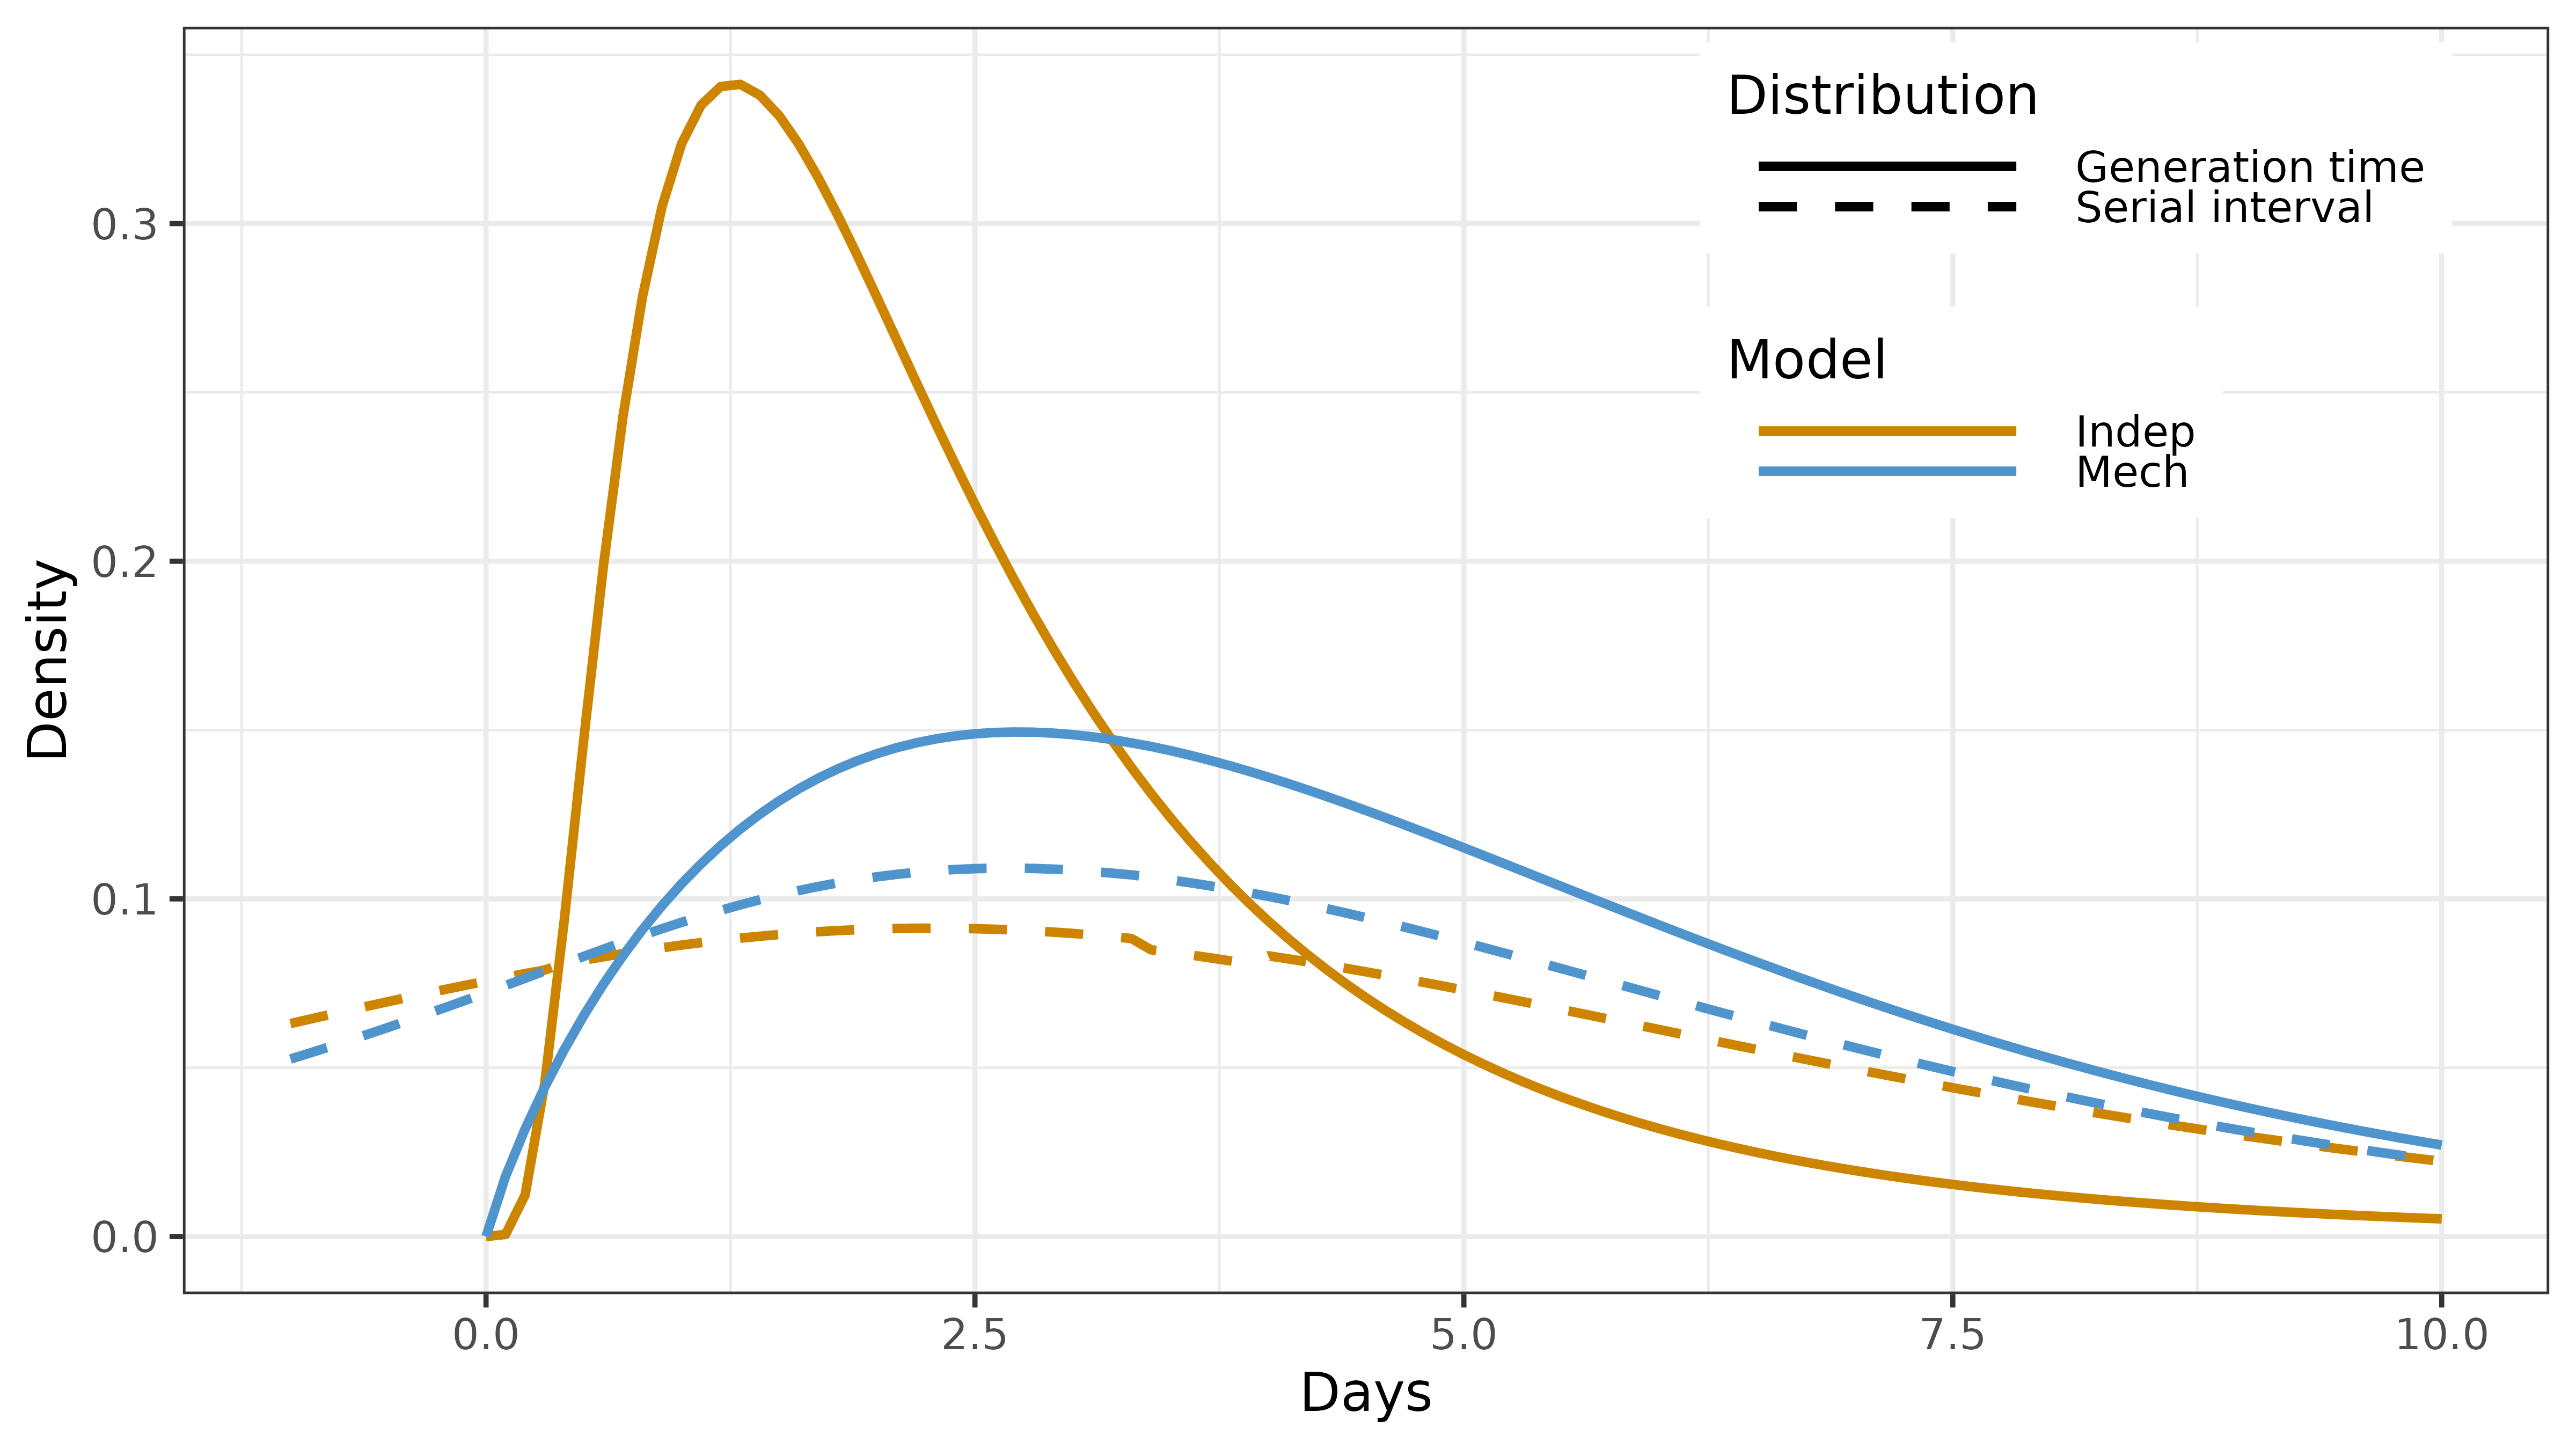 Distribution
Generation time
Serial interval
Model
Indep
Mech
Density
0.3
0.2
0.1
0.0
0.0 2.5 5.0 7.5 10.0
Days